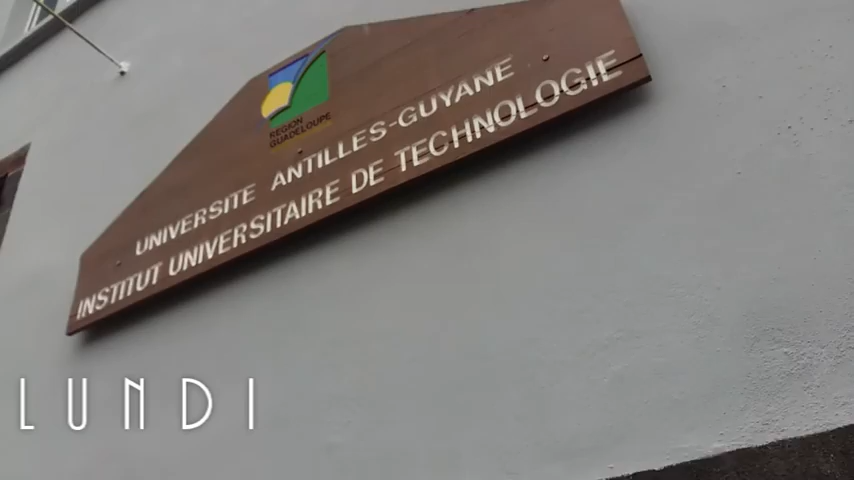 REGION
GUADELOUPE
UNIVERSITE ANTILLES-GUYANE
INSTITUT UNIVERSITAIRE DE TECHNOLOGIE
LUNDI